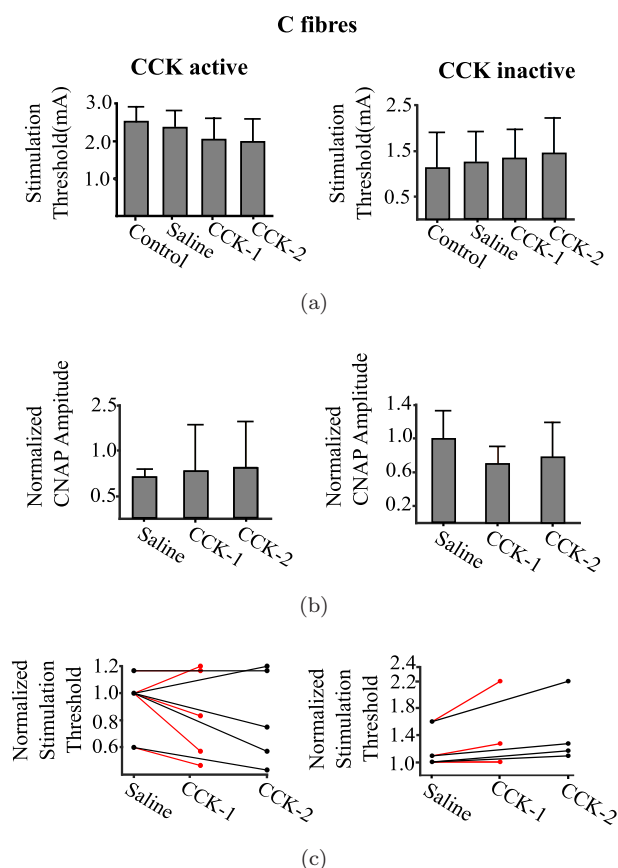 C fibres
CCK active
CCK inactive
Stimulation
Threshold(mA)
3.0
2.0
1.0
Control
Saline
CCK-1
CCK-2
Stimulation
Threshold(mA)
2.5
1.5
0.5
Control
Saline
CCK-1
CCK-2
(a)
Normalized
CNAP Ampitude
2.5
1.0
0.5
Saline
CCK-1
CCK-2
Normalized
CNAP Amplitude
1.4
1.0
0.6
0.2
Saline
CCK-1
CCK-2
(b)
Normalized
Stimulation
Threshold
1.2
1.0
0.8
0.6
Saline
CCK-1
CCK-2
Normalized
Stimulation
Threshold
2.4
2.2
1.4
1.0
Saline
CCK-1
CCK-2
(c)